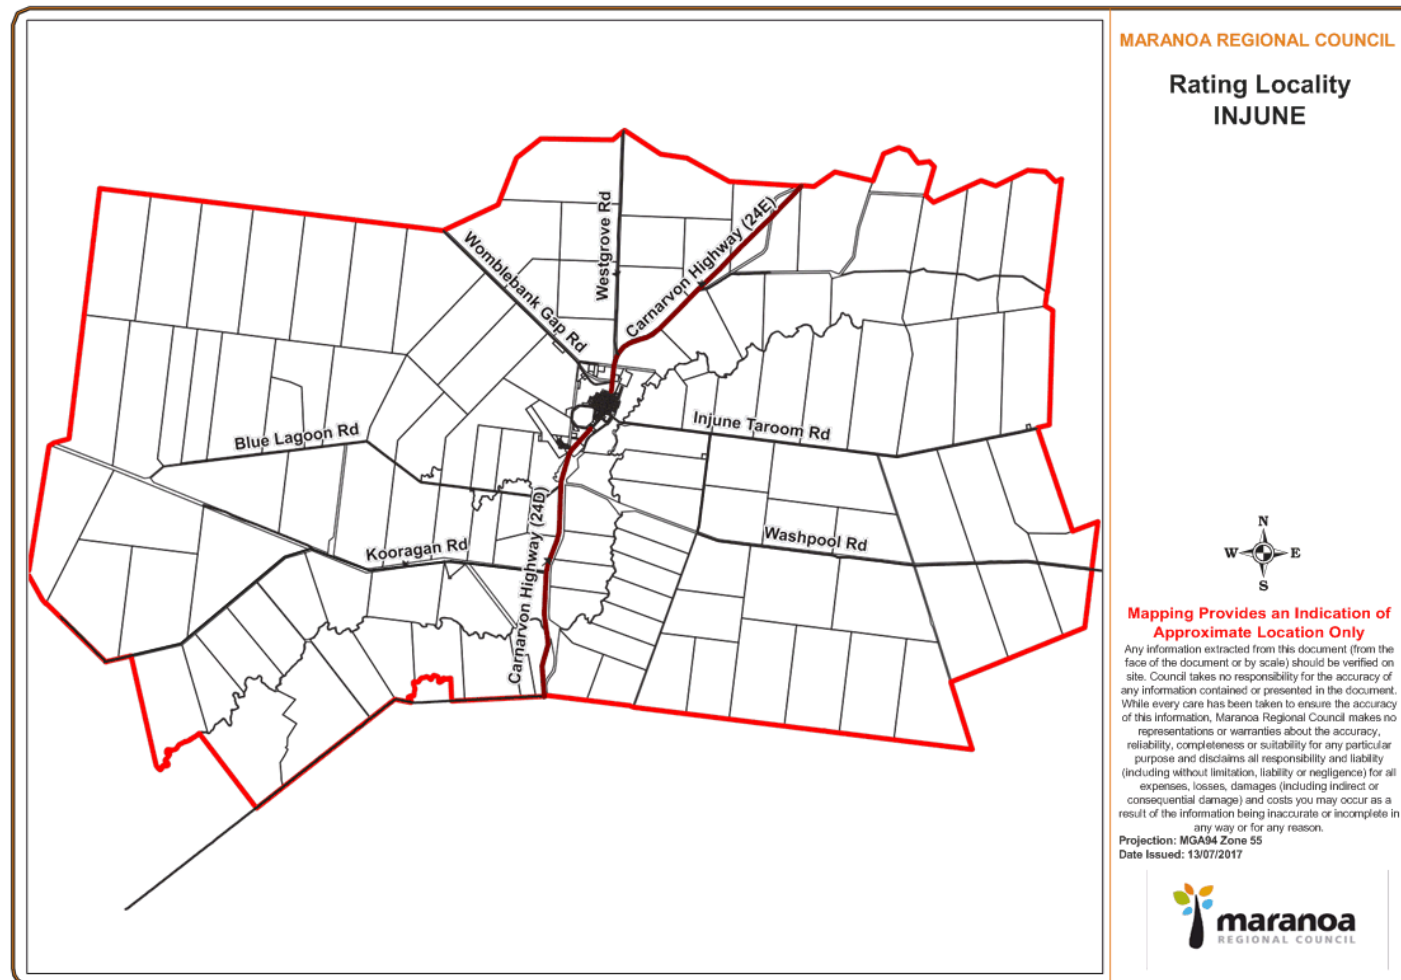 MARANOA REGIONAL COUNCIL
Rating Locality
INJUNE
Westgrove Rd
Carnarvon Highway (24E)
Womblebank Gap Rd
Injune Taroom Rd
Blue Lagoon Rd
Carnarvon Highway (24D)
Washpool Rd
Kooragan Rd
N
W E
S
Mapping Provides an Indication of
Approximate Location Only
Any information extracted from this document (from the
face of the document or by scale) should be verified on
site. Council takes no responsibility for the accuracy of
any information contained or presented in the document.
While every care has been taken to ensure the accuracy
of this information, Maranoa Regional Council makes no
representations or warranties about the accuracy,
reliability, completeness or suitability for any particular
purpose and disclaims all responsibility and liability
(including without limitation, liability or negligence) for all
expenses, losses, damages (including indirect or
consequential damage) and costs you may occur as a
result of the information being inaccurate or incomplete in
any way or for any reason.
Projection: MGA94 Zone 55
Date Issued: 13/07/2017
maranoa
REGIONAL COUNCIL